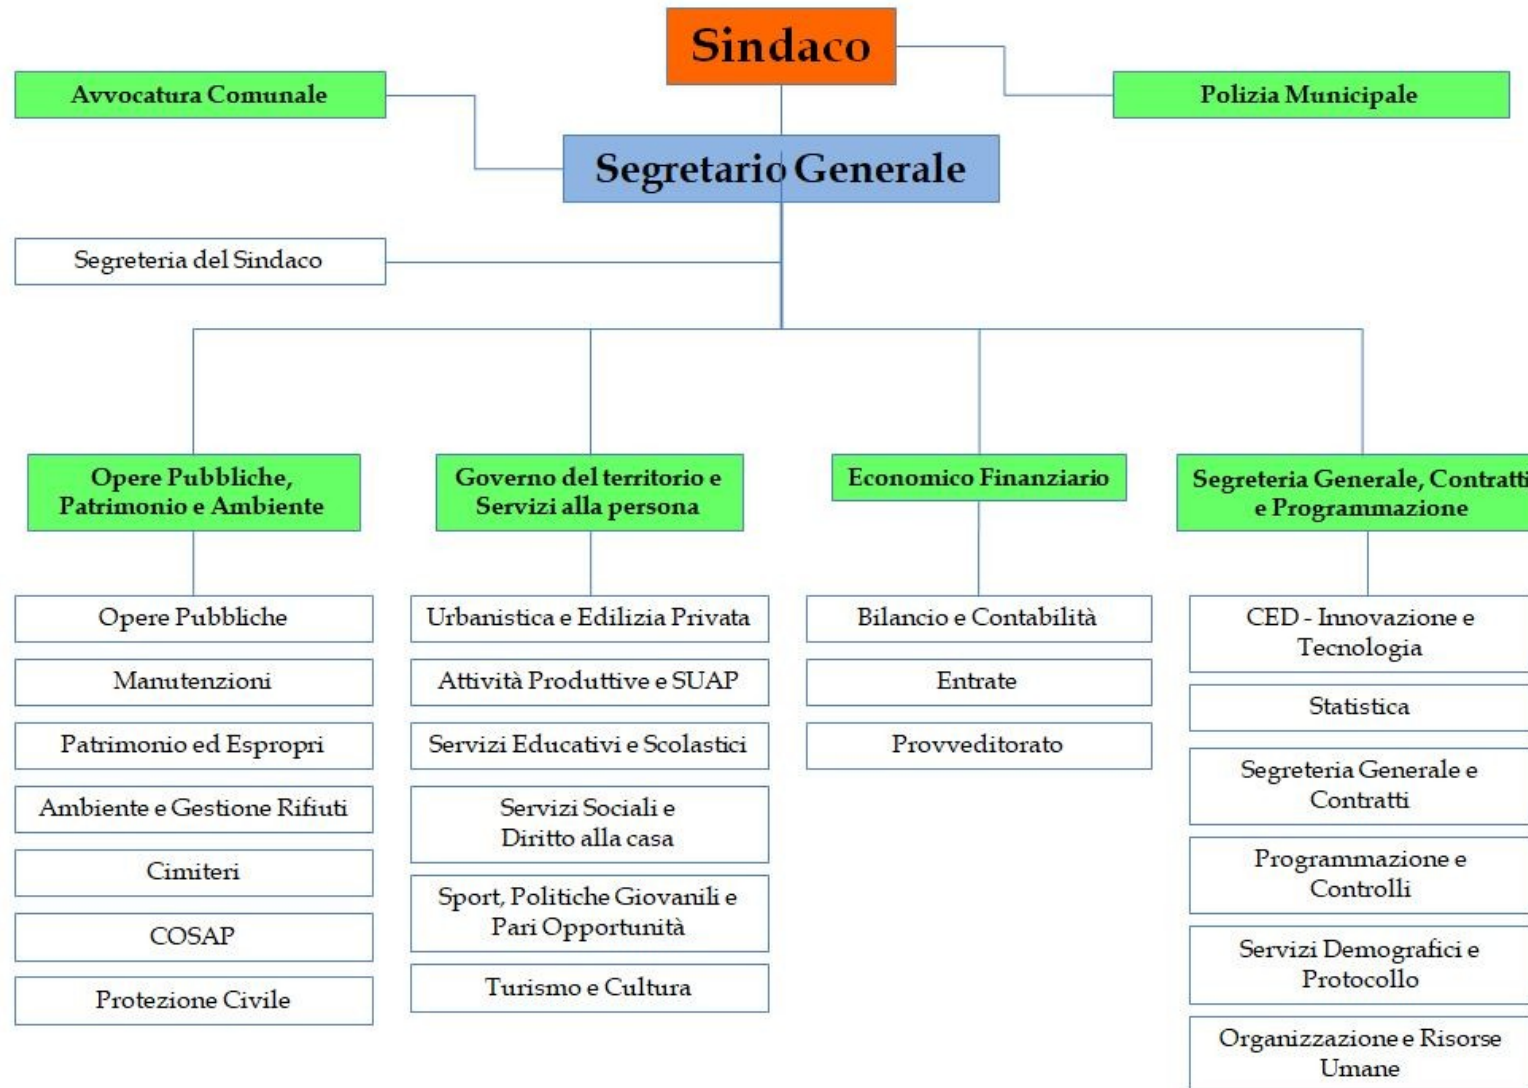 Sindaco
Avvocatura Comunale
Polizia Municipale
Segretario Generale
Segreteria del Sindaco
Opere Pubbliche,
Patrimonio e Ambiente
Governo del territorio e
Servizi alla persona
Economico Finanziario
Segreteria Generale, Contratti
e Programmazione
Opere Pubbliche
Manutenzioni
Patrimonio ed Espropri
Ambiente e Gestione Rifiuti
Cimiteri
COSAP
Protezione Civile
Urbanistica e Edilizia Privata
Attività Produttive e SUAP
Servizi Educativi e Scolastici
Servizi Sociali e
Diritto alla casa
Sport, Politiche Giovanili e
Pari Opportunità
Turismo e Cultura
Bilancio e Contabilità
Entrate
Provveditorato
CED - Innovazione e
Tecnologia
Statistica
Segreteria Generale e
Contratti
Programmazione e
Controlli
Servizi Demografici e
Protocollo
Organizzazione e Risorse
Umane